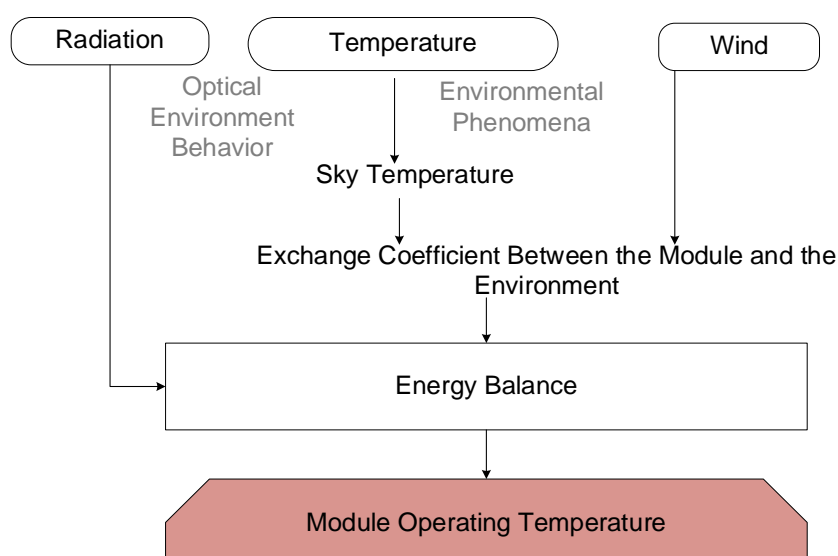 Radiation
Temperature
Wind
Optical
Environment
Behavior
Environmental
Phenomena
Sky Temperature
Exchange Coefficient Between the Module and the
Environment
Energy Balance
Module Operating Temperature